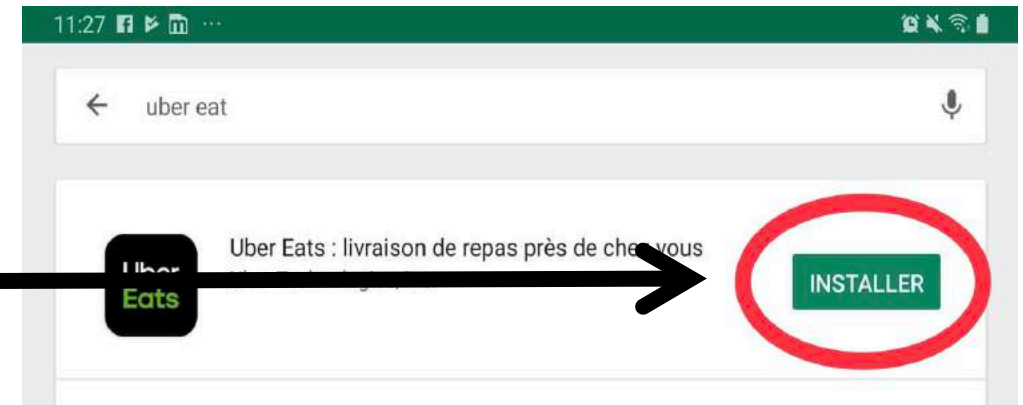 11:27
uber eat
Uber Eats : livraison de repas près de chez vous
Uber
Eats
INSTALLER